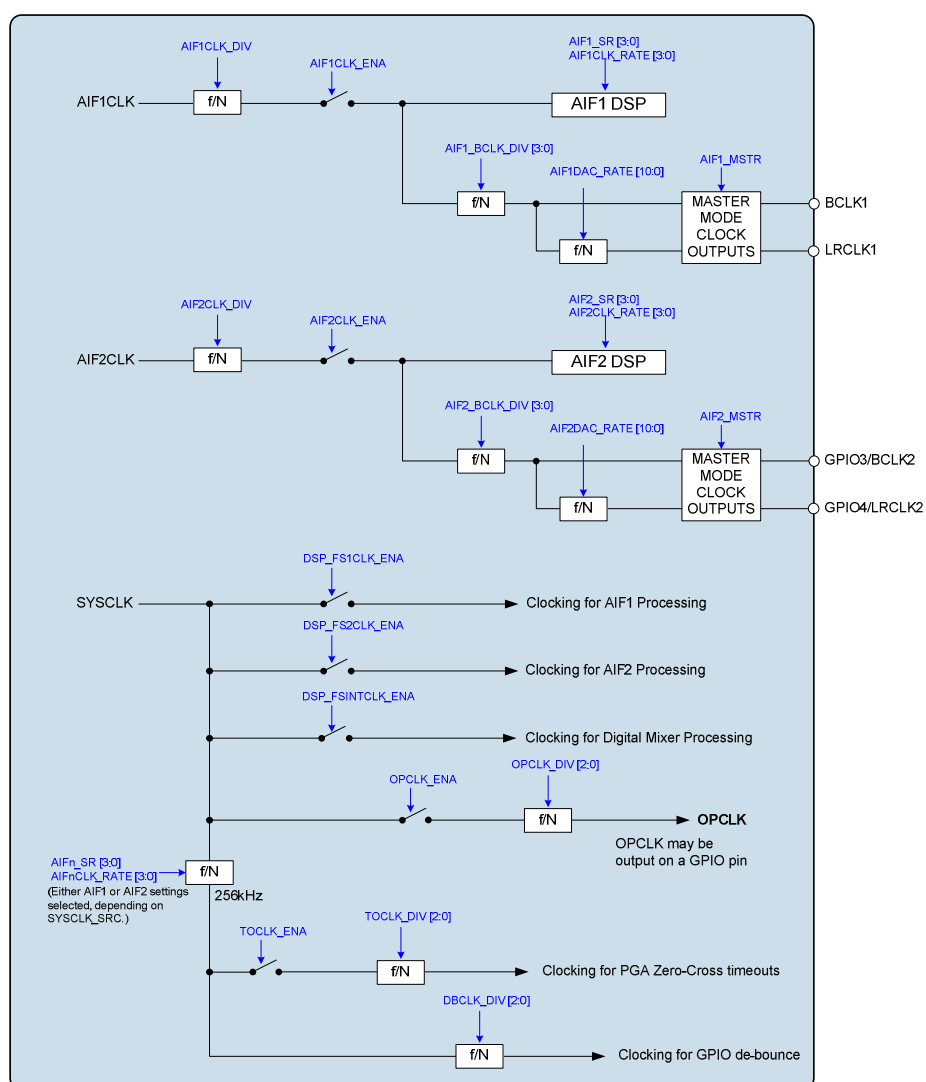 AIF1CLK_DIV
AIF1CLK_ENA
AIF1_SR [3:0]
AIF1CLK_RATE [3:0]
AIF1CLK
f/N
AIF1 DSP
AIF1_BCLK_DIV [3:0]
AIF1DAC_RATE [10:0]
AIF1_MSTR
f/N
f/N
MASTER
MODE
CLOCK
OUTPUTS
BCLK1
LRCLK1
AIF2CLK_DIV
AIF2CLK_ENA
AIF2_SR [3:0]
AIF2CLK_RATE [3:0]
AIF2CLK
f/N
AIF2 DSP
AIF2_BCLK_DIV [3:0]
AIF2DAC_RATE [10:0]
AIF2_MSTR
f/N
f/N
MASTER
MODE
CLOCK
OUTPUTS
GPIO3/BCLK2
GPIO4/LRCLK2
DSP_FS1CLK_ENA
SYSCLK
Clocking for AIF1 Processing
DSP_FS2CLK_ENA
Clocking for AIF2 Processing
DSP_FSINTCLK_ENA
Clocking for Digital Mixer Processing
OPCLK_ENA
OPCLK_DIV [2:0]
f/N
OPCLK
OPCLK may be
output on a GPIO pin
AIFn_SR [3:0]
AIFnCLK_RATE [3:0]
(Either AIF1 or AIF2 settings
selected, depending on
SYSCLK_SRC.)
f/N
256kHz
TOCLK_ENA
TOCLK_DIV [2:0]
f/N
Clocking for PGA Zero-Cross timeouts
DBCLK_DIV [2:0]
f/N
Clocking for GPIO de-bounce